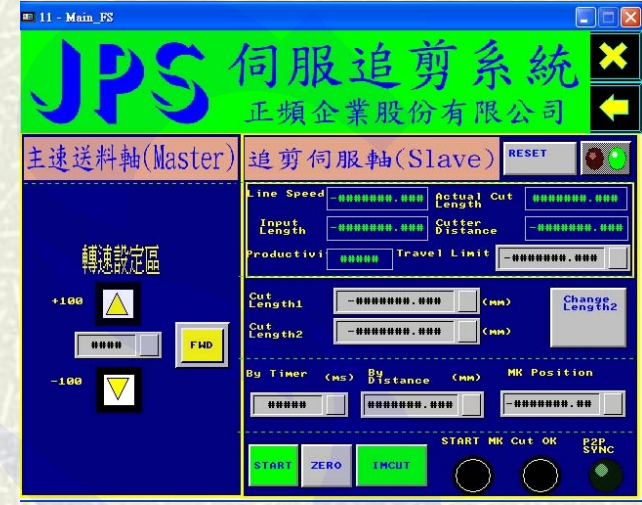 11 - Main_FS
JPS 伺服追剪系統
正頻企業股份有限公司
主速送料軸(Master)
追剪伺服軸(Slave)
RESET
Line Speed
-#######.###
Actual Cut
Length
#######.###
Input
Length
-#######.###
Cutter
Distance
-#######.###
Productivi
#####
Travel Limit
-#######.###
轉速設定區
+100
####
FWD
-100
Cut
Length1
-#######.###
(mm)
Change
Length2
Cut
Length2
-#######.###
(mm)
By Timer
(ms)
By
Distance
(mm)
MK Position
#####
#######.###
-#######.##
START
ZERO
IMCUT
START MK
Cut OK
P2P
SYNC